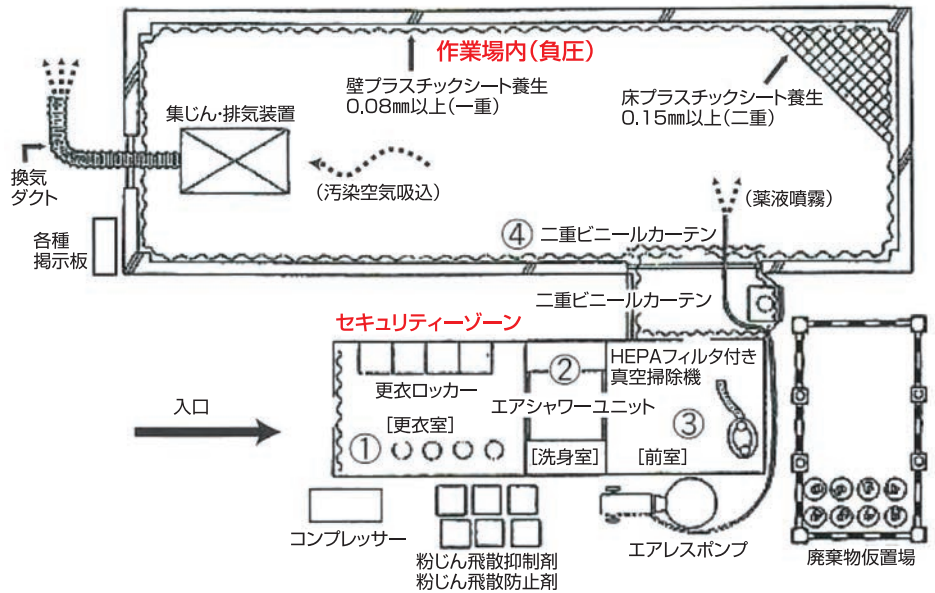 作業場内（負圧）
壁プラスチックシート養生
0.08㎜以上（一重）
床プラスチックシート養生
0.15㎜以上（二重）
集じん・排気装置
換気
ダクト
（汚染空気吸込）
（薬液噴霧）
各種
掲示板
④ 二重ビニールカーテン
二重ビニールカーテン
セキュリティーゾーン
HEPAフィルタ付き
真空掃除機
更衣ロッカー
②
エアシャワーユニット
入口
［更衣室］
①
③
［洗身室］
［前室］
コンプレッサー
粉じん飛散抑制剤
粉じん飛散防止剤
エアレスポンプ
廃棄物仮置場